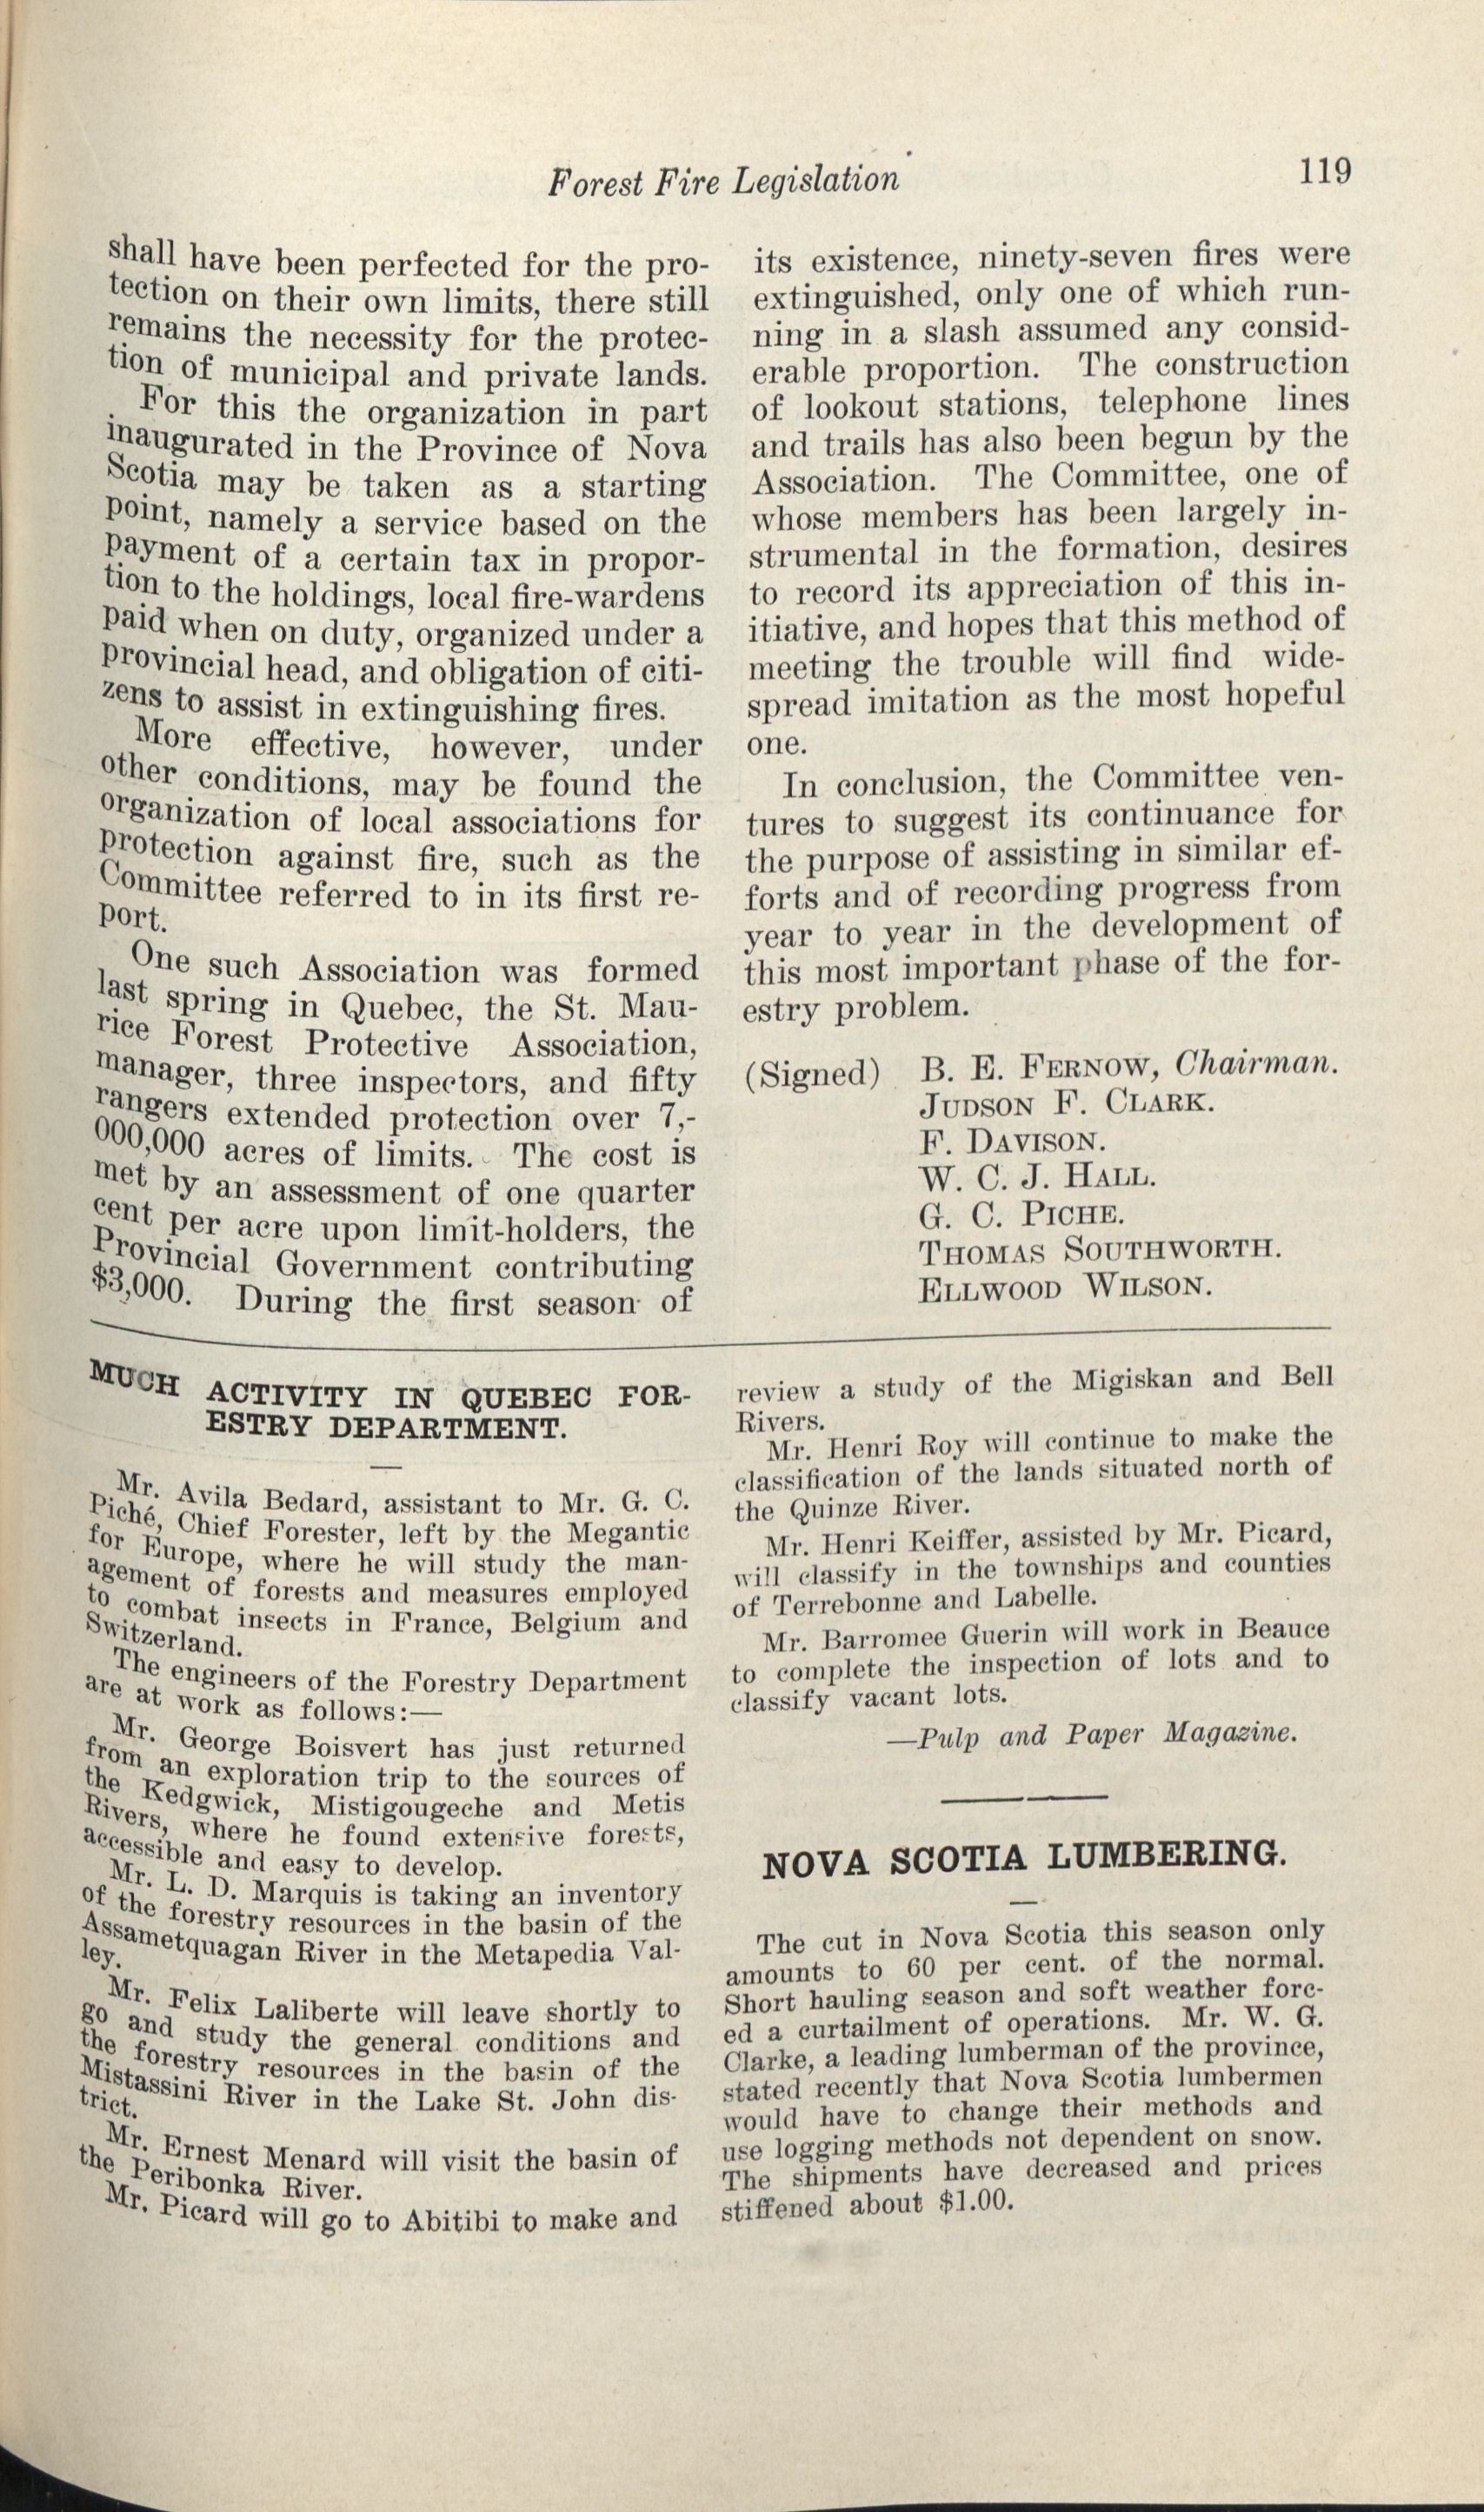 Forest Fire Legislation
119
shall have been perfected for the pro-
tection on their own limits, there still
remains the necessity for the protec-
tion of municipal and private lands.
For this the organization in part
inaugurated in the Province of Nova
Scotia may be taken as a starting
point, namely a service based on the
payment of a certain tax in propor-
tion to the holdings, local fire-wardens
paid when on duty, organized under a
provincial head, and obligation of citi-
zens to assist in extinguishing fires.
More effective, however, under
other conditions, may be found the
organization of local associations for
protection against fire, such as the
Committee referred to in its first re-
port.
One such Association was formed
last spring in Quebec, the St. Mau-
rice Forest Protective Association,
manager, three inspectors, and fifty
rangers extended protection over 7,-
000,000 acres of limits. The cost is
met by an assessment of one quarter
cent per acre upon limit-holders, the
Provincial Government contributing
$3,000. During the first season of
its existence, ninety-seven fires were
extinguished, only one of which run-
ning in a slash assumed any consid-
erable proportion. The construction
of lookout stations, telephone lines
and trails has also been begun by the
Association. The Committee, one of
whose members has been largely in-
strumental in the formation, desires
to record its appreciation of this in-
itiative, and hopes that this method of
meeting the trouble will find wide-
spread imitation as the most hopeful
one.
In conclusion, the Committee ven-
tures to suggest its continuance for
the purpose of assisting in similar ef-
forts and of recording progress from
year to year in the development of
this most important phase of the for-
estry problem.
(Signed) B. E. FERNOW, Chairman.
JUDSON F. CLARK.
F. DAVISON.
W. C. J. HALL.
G. C. PICHE.
THOMAS SOUTHWORTH.
ELLWOOD WILSON.
MUCH ACTIVITY IN QUEBEC FOR-
ESTRY DEPARTMENT.
Mr. Avila Bedard, assistant to Mr. G. C.
Piché, Chief Forester, left by the Megantic
for Europe, where he will study the man-
agement of forests and measures employed
to combat insects in France, Belgium and
Switzerland.
The engineers of the Forestry Department
are at work as follows:—
Mr. George Boisvert has just returned
from an exploration trip to the sources of
the Kedgwick, Mistigougeche and Metis
Rivers, where he found extensive forests,
accessible and easy to develop.
Mr. L. D. Marquis is taking an inventory
of the forestry resources in the basin of the
Assametquagan River in the Metapedia Val-
ley.
Mr. Felix Laliberte will leave shortly to
go and study the general conditions and
the forestry resources in the basin of the
Mistassini River in the Lake St. John dis-
trict.
Mr. Ernest Menard will visit the basin of
the Peribonka River.
Mr. Picard will go to Abitibi to make and
review a study of the Migiskan and Bell
Rivers.
Mr. Henri Roy will continue to make the
classification of the lands situated north of
the Quinze River.
Mr. Henri Keiffer, assisted by Mr. Picard,
will classify in the townships and counties
of Terrebonne and Labelle.
Mr. Barromee Guerin will work in Beauce
to complete the inspection of lots and to
classify vacant lots.
—Pulp and Paper Magazine.
NOVA SCOTIA LUMBERING.
The cut in Nova Scotia this season only
amounts to 60 per cent. of the normal.
Short hauling season and soft weather forc-
ed a curtailment of operations. Mr. W. G.
Clarke, a leading lumberman of the province,
stated recently that Nova Scotia lumbermen
would have to change their methods and
use logging methods not dependent on snow.
The shipments have decreased and prices
stiffened about $1.00.